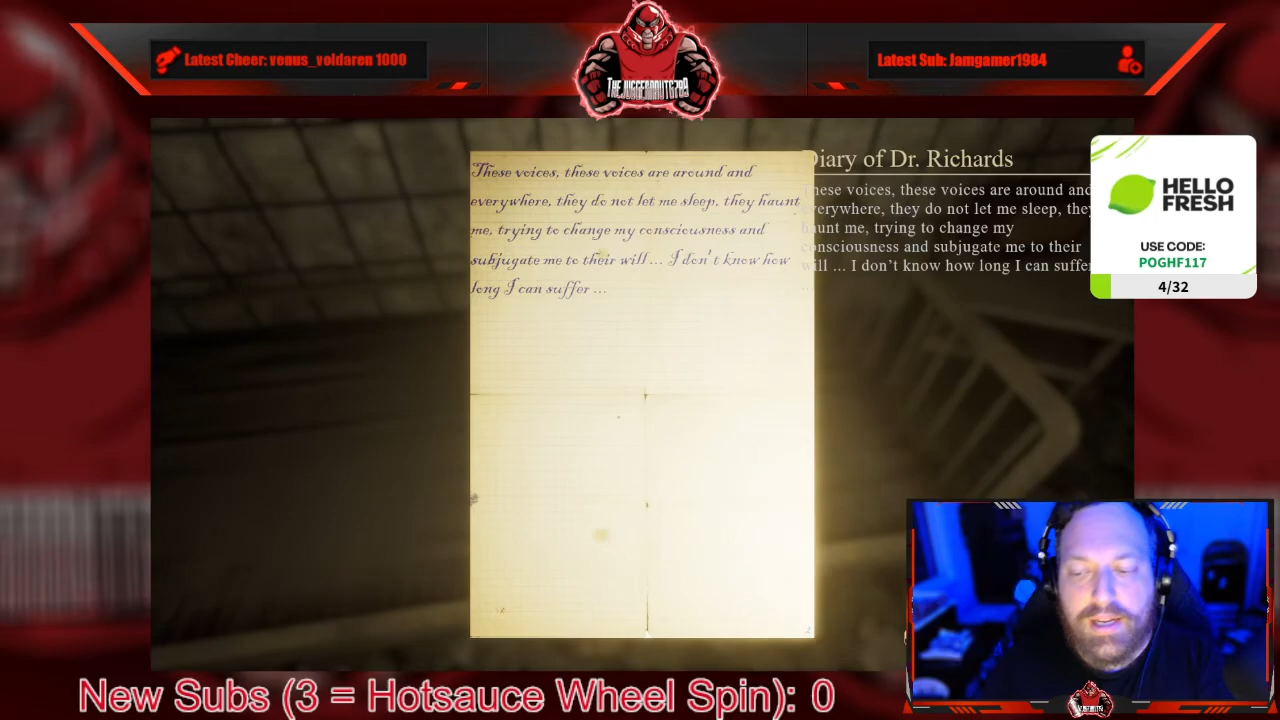 Latest Cheer: venus_voldaren 1000
THEJUGGERNAUT6789
Latest Sub: Jamgamer1984
These voices, these voices are around and
everywhere, they do not let me sleep, they haunt
me, trying to change my consciousness and
subjugate me to their will ... I don't know how
long I can suffer ...
Diary of Dr. Richards
These voices, these voices are around and
everywhere, they do not let me sleep, they
haunt me, trying to change my
consciousness and subjugate me to their
will ... I don't know how long I can suffer
...
HELLO
FRESH
USE CODE:
POGHF117
4/32
New Subs (3 = Hotsauce Wheel Spin): 0